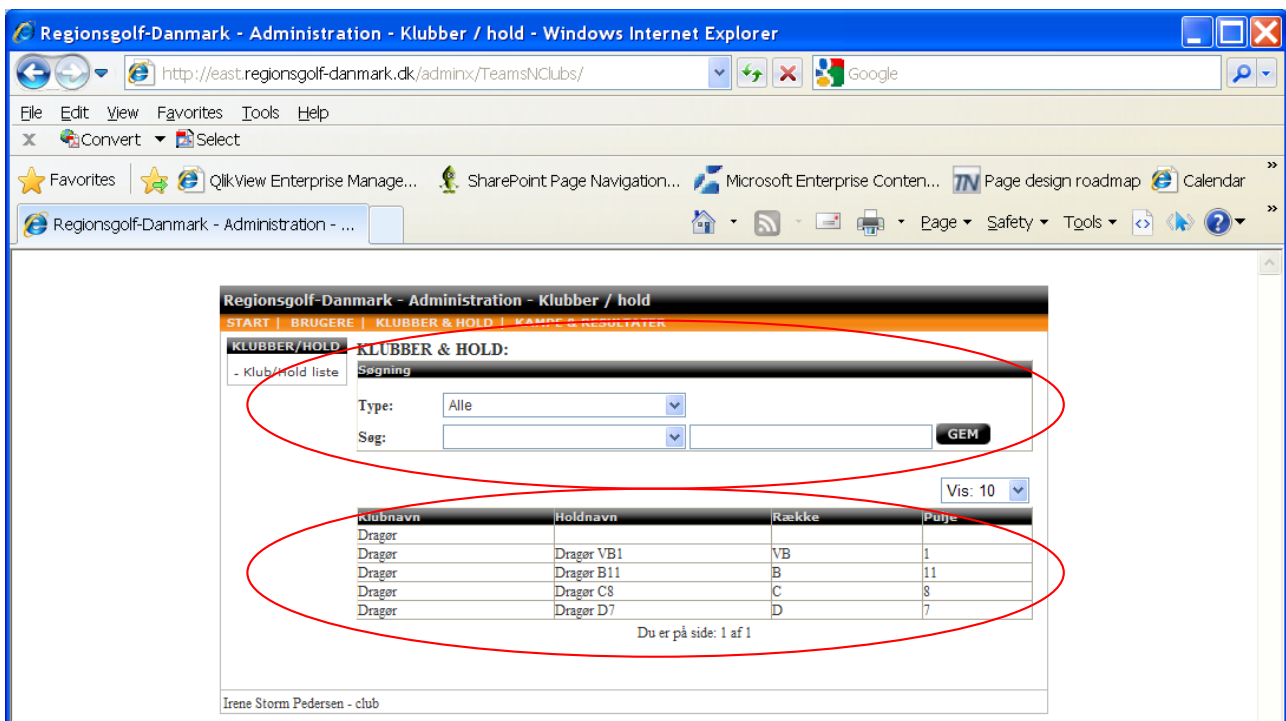 Regionsgolf-Danmark - Administration - Klubber / hold - Windows Internet Explorer
http://east.regionsgolf-danmark.dk/adminx/TeamsNClubs/ Google
File Edit View Favorites Tools Help
x Convert Select
Favorites QlikView Enterprise Manage... SharePoint Page Navigation... Microsoft Enterprise Conten... TN Page design roadmap Calendar »
Regionsgolf-Danmark - Administration - ... Page Safety Tools »
Regionsgolf-Danmark - Administration - Klubber / hold
START | BRUGERE | KLUBBER & HOLD | KAMPE & RESULTATER
KLUBBER/HOLD KLUBBER & HOLD:
- Klub/Hold liste Søgning
Type: Alle
Søg: GEM
Vis: 10
Klubnavn Holdnavn Række Pulje
Dragør
Dragør Dragør VB1 VB 1
Dragør Dragør B11 B 11
Dragør Dragør C8 C 8
Dragør Dragør D7 D 7
Du er på side: 1 af 1
Irene Storm Pedersen - club